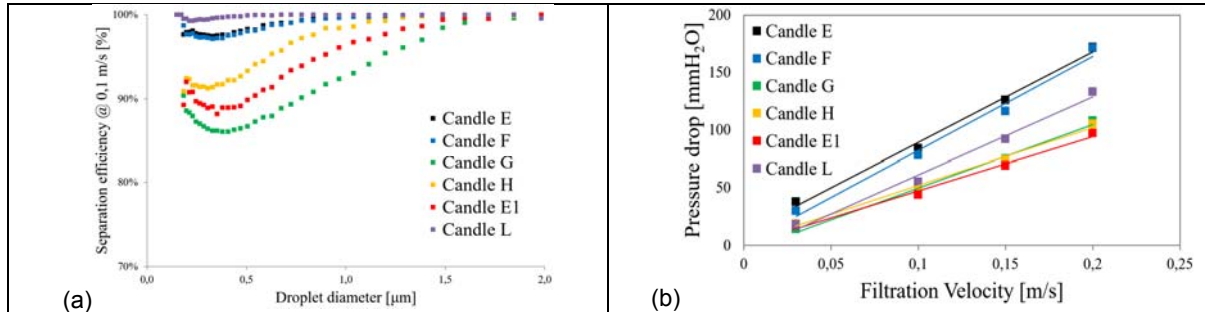 100%
90%
80%
70%
Separation efficiency @ 0,1 m/s [%]
Candle E
Candle F
Candle G
Candle H
Candle E1
Candle L
0,0
0,5
1,0
1,5
2,0
Droplet diameter [µm]
(a)
200
150
100
50
0
Pressure drop [mmH₂O]
Candle E
Candle F
Candle G
Candle H
Candle E1
Candle L
0
0,05
0,1
0,15
0,2
0,25
Filtration Velocity [m/s]
(b)